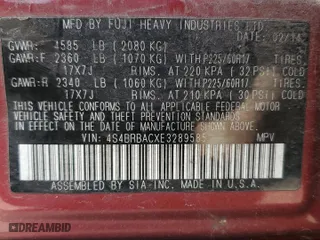 MFD BY FUJI HEAVY INDUSTRIES LTD.
DATE: 02/14
GVWR: 4585 LB (2080 KG)
GAWR:F 2360 LB (1070 KG) WITH P225/60R17 TIRES.
17X7J RIMS. AT 220 KPA (32 PSI) COLD
GAWR:R 2340 LB (1060 KG) WITH P225/60R17 TIRES.
17X7J RIMS. AT 210 KPA (30 PSI) COLD
THIS VEHICLE CONFORMS TO ALL APPLICABLE FEDERAL MOTOR
VEHICLE SAFETY, BUMPER, AND THEFT PREVENTION STANDARDS
IN EFFECT ON THE DATE OF MANUFACTURE SHOWN ABOVE.
VIN: 4S4BRBACXE3289585 MPV
ASSEMBLED BY SIA-INC. MADE IN U.S.A.